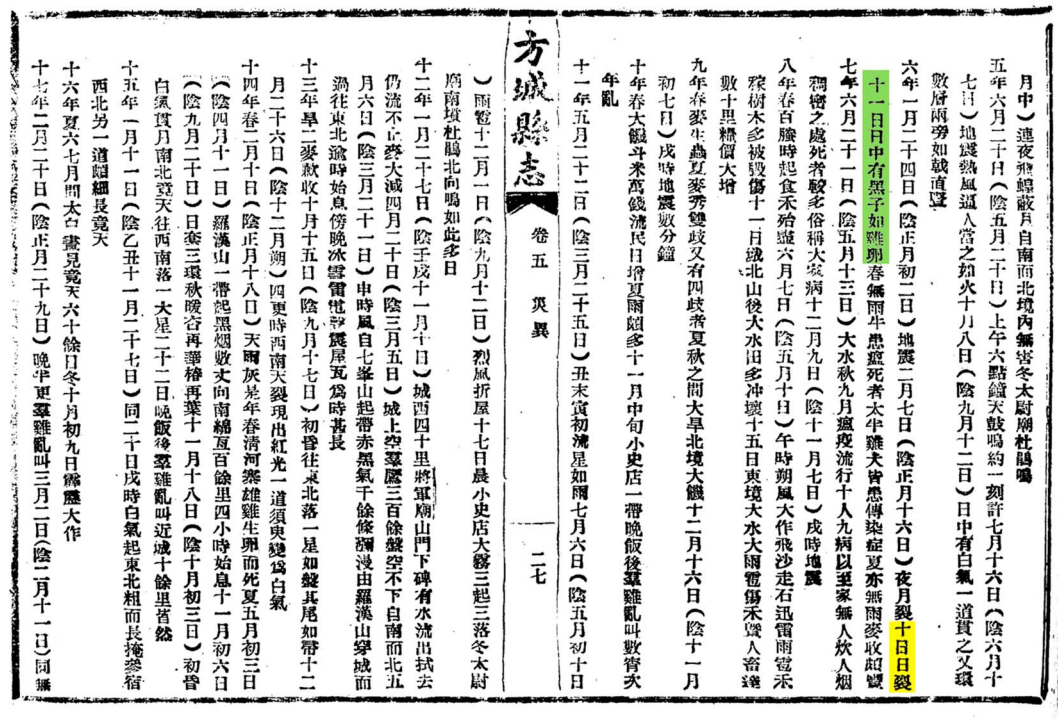 月中）連夜飛蝗蔽月自南而北境內無害冬太尉廟杜鵑鳴
五年六月二十日（陰五月二十日）上午六點鐘天鼓鳴約一刻許七月十六日（陰六月十
七日）地震熱風逼人當之如火十月八日（陰九月十二日）日中有白氣一道貫之又環
數層兩旁如戟直豎
六年一月二十四日（陰正月初二日）地震二月七日（陰正月十六日）夜月裂十日日裂
十一日日中有黑子如雞卵春無雨牛患瘟死者太半雞犬皆患傳染症夏亦無雨麥收頗豐
七年六月二十一日（陰五月十三日）大水秋九月瘟疫流行十人九病以至家無人炊人烟
稠密之處死者較多俗稱大家病十二月九日（陰十一月七日）戌時地震
八年春百騰時起食禾殆盡六月七日（陰五月十日）午時朔風大作飛沙走石迅雷雨雹禾
稼樹木多被毀傷十一日城北山後大水田多冲壞十五日東境大水大雨雹傷禾暨人畜達
數十里糧價大增
九年春麥生蟲夏麥秀雙歧又有四歧者夏秋之間大旱北境大饑十二月十六日（陰十一月
初七日）戌時地震數分鐘
十年春大饑斗米萬錢流民日增夏雨頗多十一月中旬小史店一帶晚飯後羣雞亂叫數宵次
年亂
十一年五月二十二日（陰三月二十五日）丑末寅初流星如雨七月六日（陰五月初十日
方城縣志
卷五 災異
二七
）雨雹十二月一日（陰九月十二日）烈風折屋十七日晨小史店大霧三起三落冬太尉
廟南墳杜鵑北向鳴如此多日
十二年一月二十七日（陰壬戌十一月十日）城西四十里將軍廟山門下碑有水流出拭去
仍流不止麥大減四月二十日（陰三月五日）城上空羣鷹三百餘盤空不下自南而北五
月六日（陰三月二十一日）申時風自七峯山起帶赤黑氣千餘條瀰漫由羅漢山穿城而
過往東北逾時始息傍晚冰雹雷電聲震屋瓦為時甚長
十三年旱二麥歉收十月十五日（陰九月十七日）初昏往東北落一星如盤其尾如帶十二
月二十六日（陰十二月朔）四更時西南天裂現出紅光一道須臾變為白氣
十四年春二月十日（陰正月十八日）天雨灰是年春清河寨雄雞生卵而死夏五月初三日
（陰四月十一日）羅漢山一帶起黑烟數丈向南綿亙百餘里四小時始息十一月初六日
（陰九月二十日）日套三環秋暖杏再華椿再葉十一月十八日（陰十月初三日）初昏
白氣貫月南北竟天往西南落一大星二十二日晚飯後羣雞亂叫近城十餘里皆然
十五年一月十一日（陰乙丑十一月二十七日）同二十日戌時白氣起東北粗而長掩參宿
西北另一道頗細長竟天
十六年夏六七月間太白晝見竟天六十餘日冬十月初九日霹靂大作
十七年二月二十日（陰正月二十九日）晚半更羣雞亂叫三月二日（陰二月十一日）同無